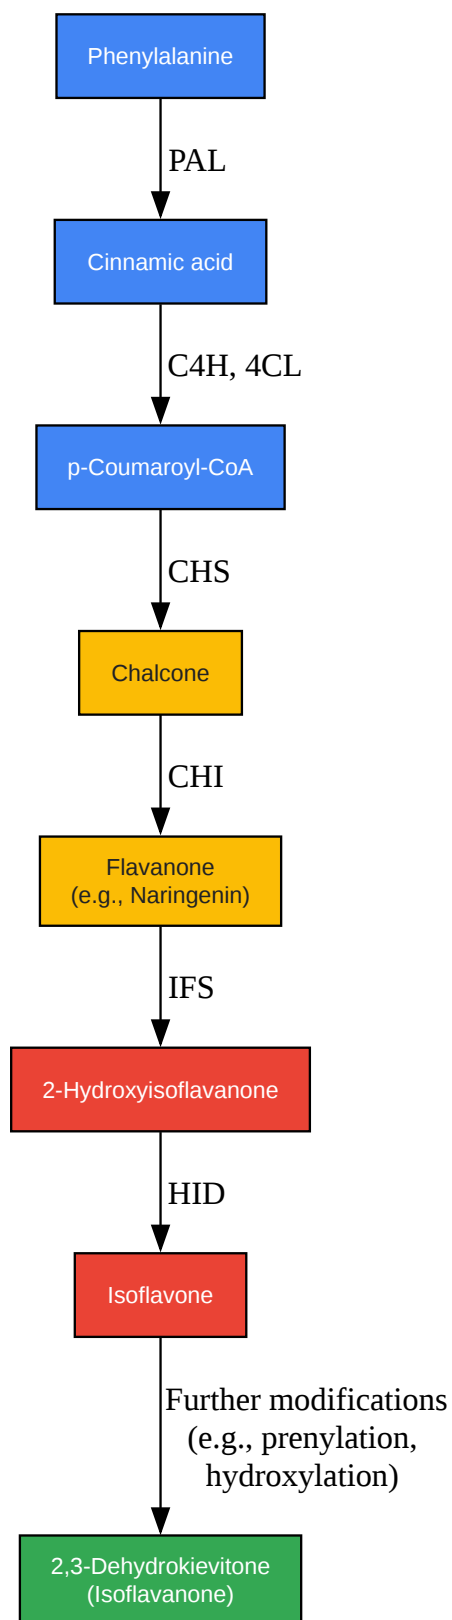 Phenylalanine
PAL
Cinnamic acid
C4H, 4CL
p-Coumaroyl-CoA
CHS
Chalcone
CHI
Flavanone
(e.g., Naringenin)
IFS
2-Hydroxyisoflavanone
HID
Isoflavone
Further modifications
(e.g., prenylation,
hydroxylation)
2,3-Dehydrokievitone
(Isoflavanone)